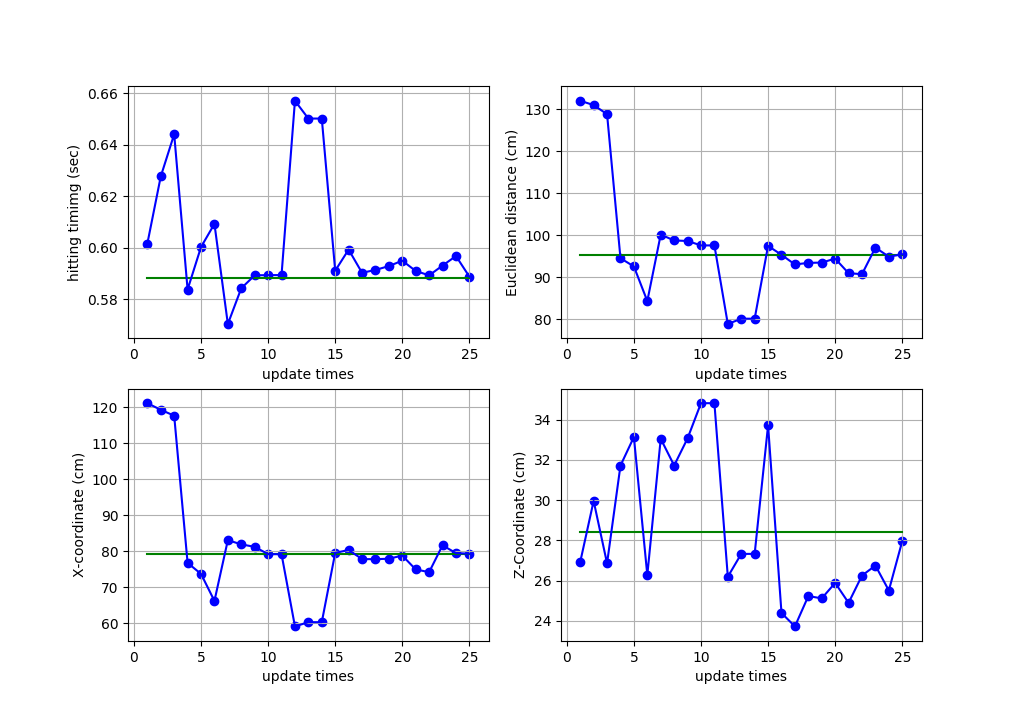 hitting timimg (sec)
0.66
0.64
0.62
0.60
0.58
0 5 10 15 20 25
update times
Euclidean distance (cm)
130
120
110
100
90
80
0 5 10 15 20 25
update times
X-coordinate (cm)
120
110
100
90
80
70
60
0 5 10 15 20 25
update times
Z-Coordinate (cm)
34
32
30
28
26
24
0 5 10 15 20 25
update times